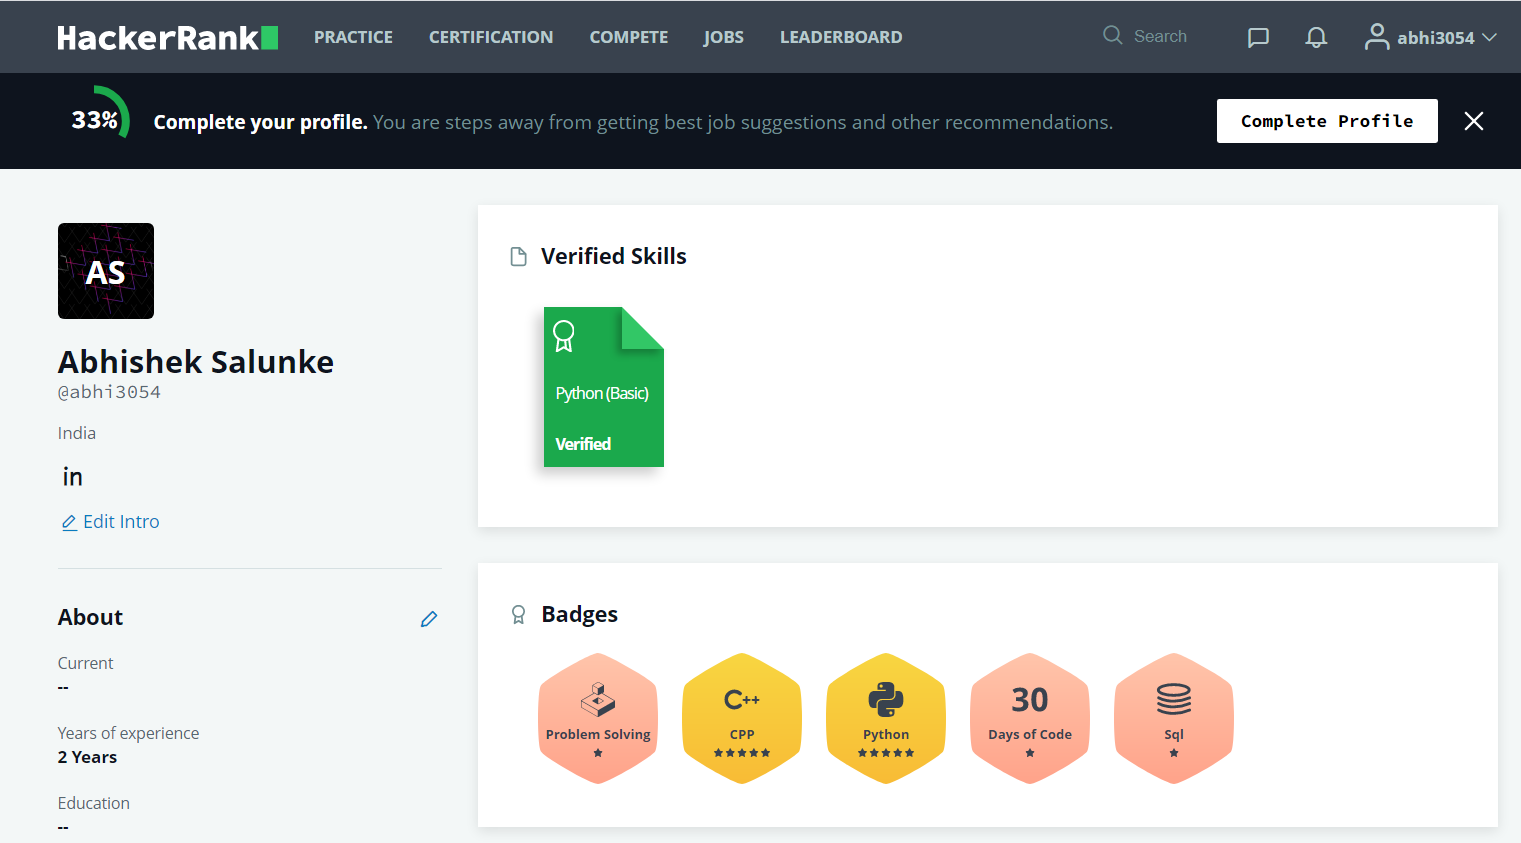 HackerRank PRACTICE CERTIFICATION COMPETE JOBS LEADERBOARD Search abhi3054
33% Complete your profile. You are steps away from getting best job suggestions and other recommendations. Complete Profile
AS
Abhishek Salunke
@abhi3054
India
in
Edit Intro
About
Current
--
Years of experience
2 Years
Education
--
Verified Skills
Python (Basic)
Verified
Badges
Problem Solving
C++
CPP
Python
30
Days of Code
Sql